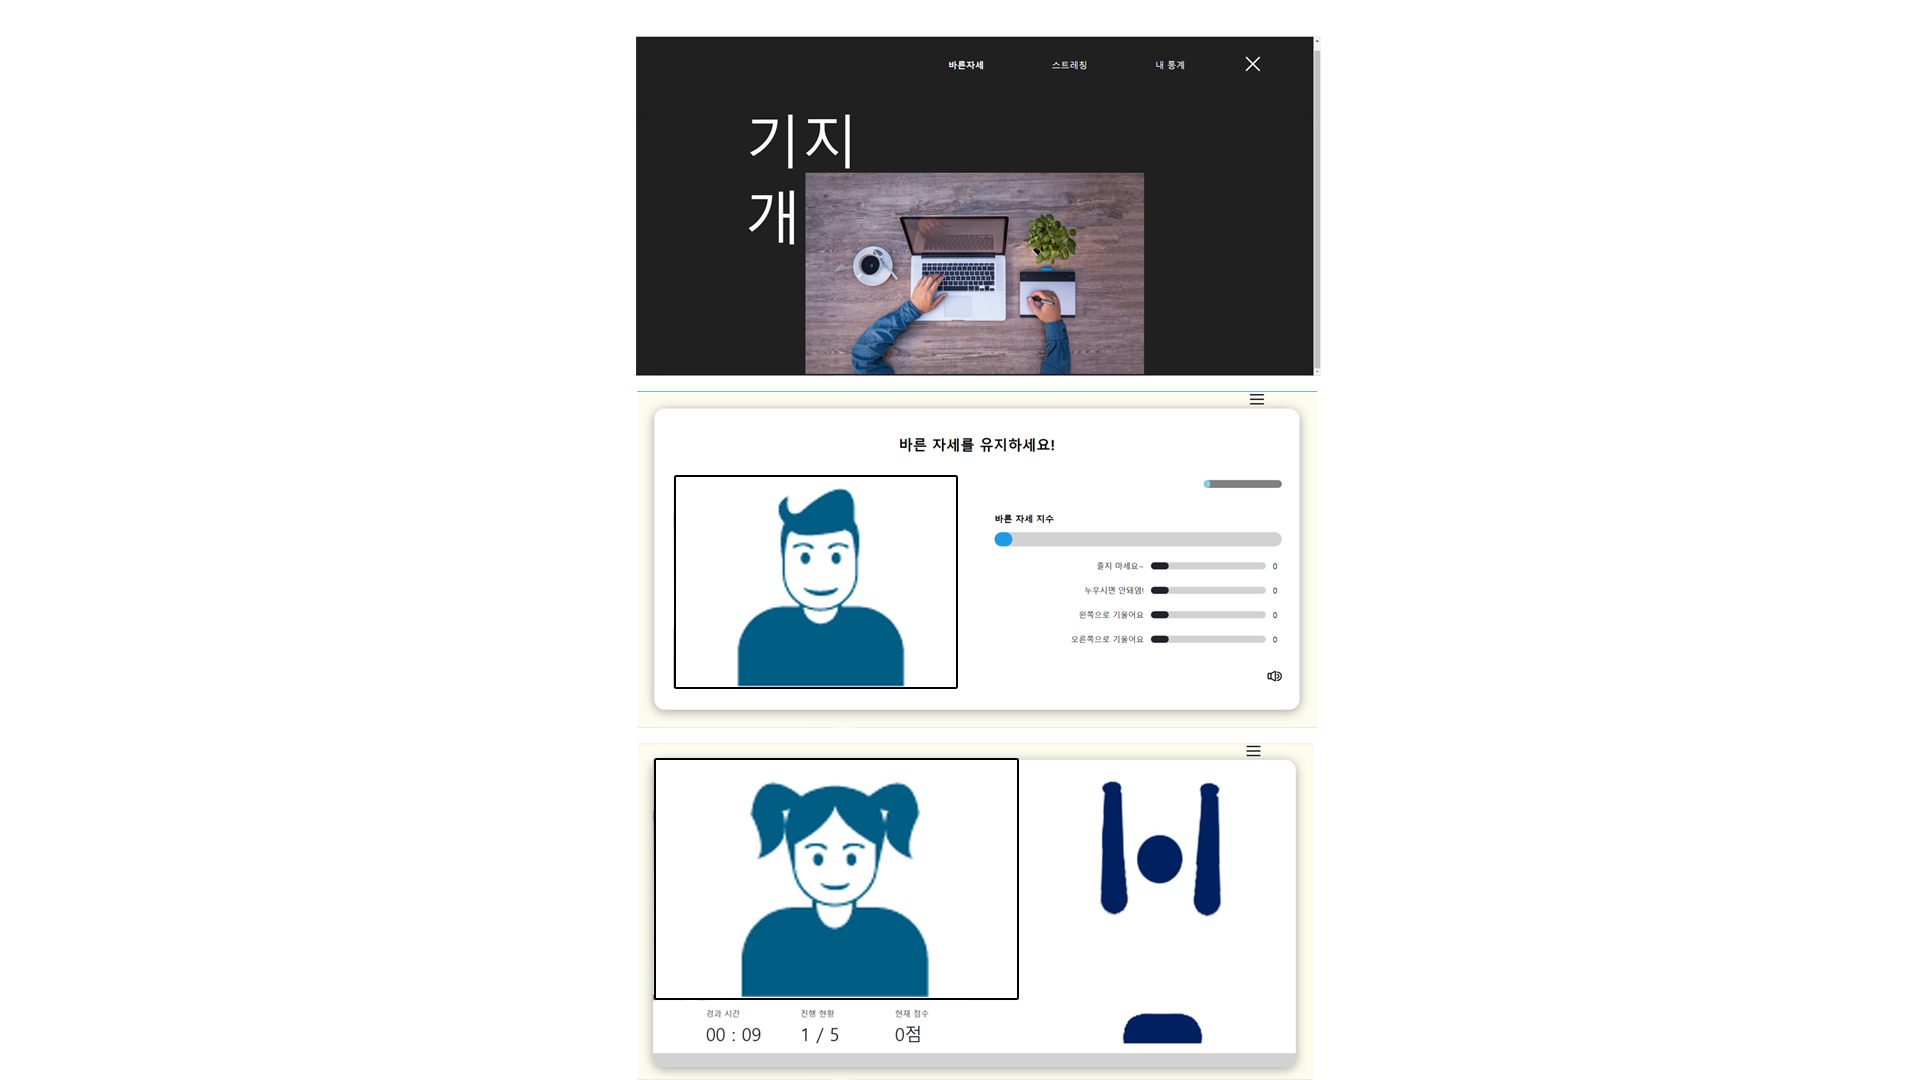 바른자세 스트레칭 내 통계
기지
개
바른 자세를 유지하세요!
바른 자세 지수
졸지 마세요~ 0
누우시면 안돼염! 0
왼쪽으로 기울어요 0
오른쪽으로 기울어요 0
경과 시간 진행 현황 현재 점수
00 : 09 1 / 5 0점